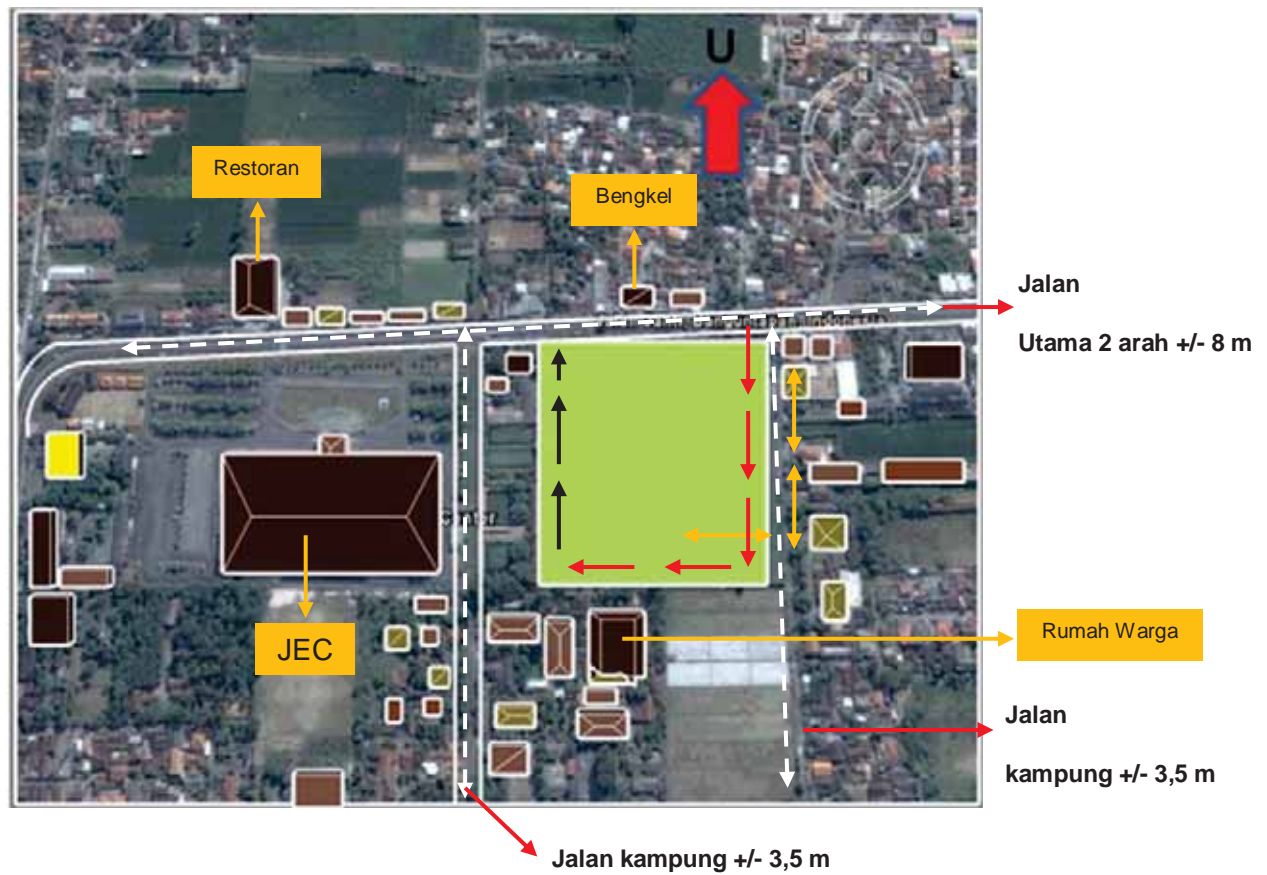 U
Restoran
Bengkel
Jalan
Utama 2 arah +/- 8 m
JEC
Rumah Warga
Jalan
kampung +/- 3,5 m
Jalan kampung +/- 3,5 m